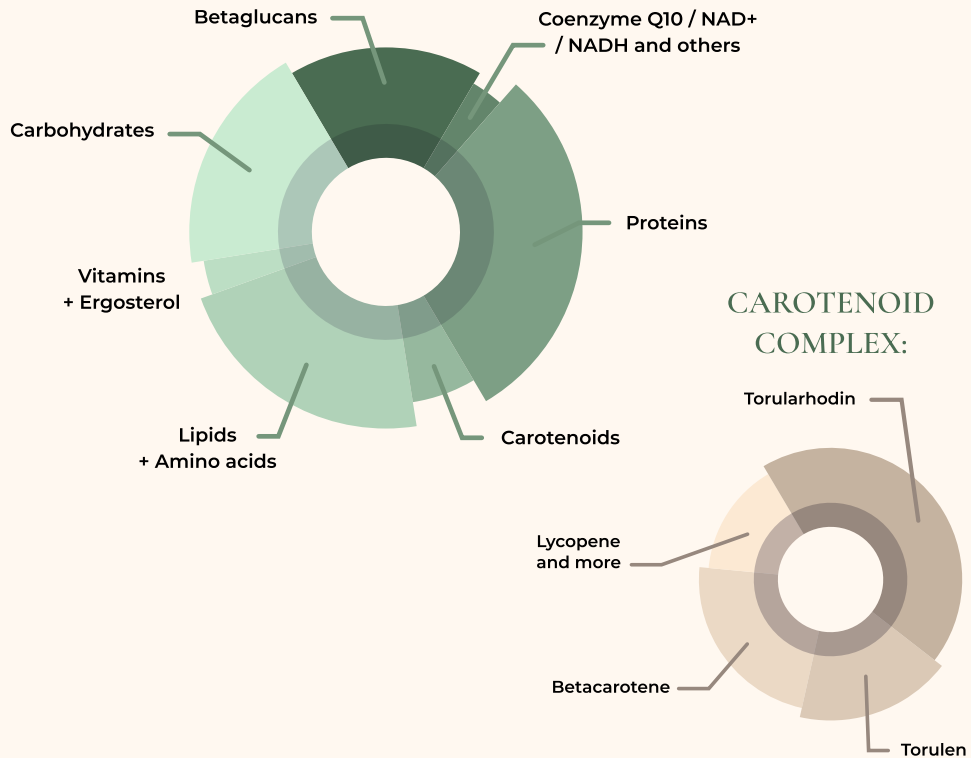 Betaglucans
Coenzyme Q10 / NAD+
/ NADH and others
Carbohydrates
Proteins
Vitamins
+ Ergosterol
Lipids
+ Amino acids
Carotenoids
CAROTENOID
COMPLEX:
Torularhodin
Lycopene
and more
Betacarotene
Torulen